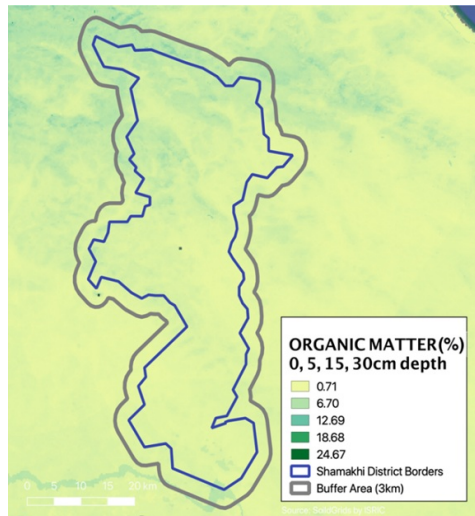 ORGANIC MATTER(%)
0, 5, 15, 30cm depth
0.71
6.70
12.69
18.68
24.67
Shamakhi District Borders
Buffer Area (3km)
0 5 10 15 20 km
Source: SoilGrids by ISRIC